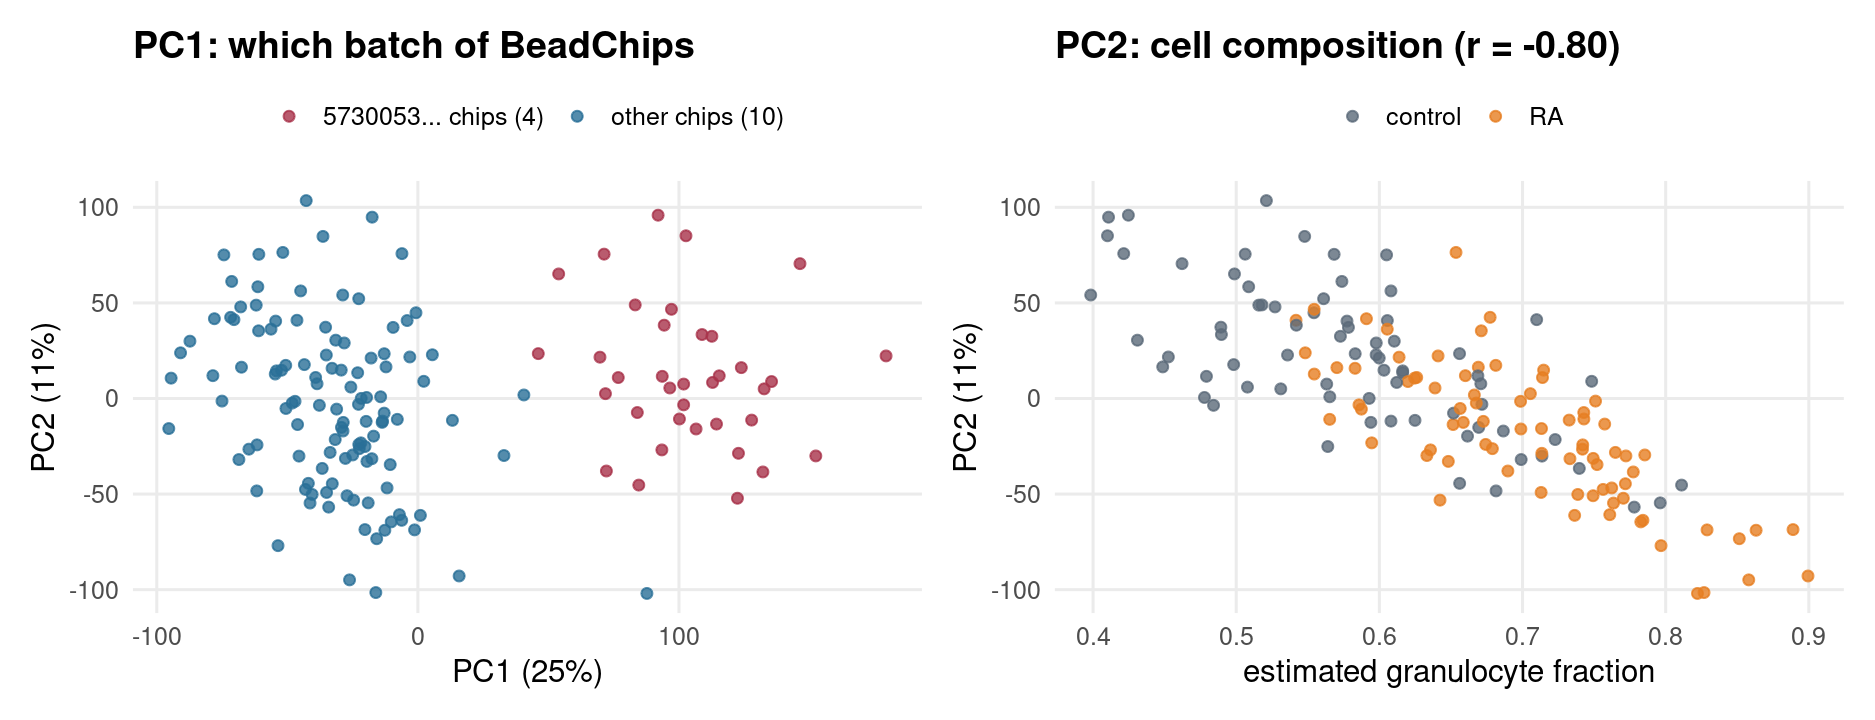 PC1: which batch of BeadChips
5730053... chips (4)
other chips (10)
100
50
0
-50
-100
PC2 (11%)
-100
0
100
PC1 (25%)
PC2: cell composition (r = -0.80)
control
RA
100
50
0
-50
-100
PC2 (11%)
0.4
0.5
0.6
0.7
0.8
0.9
estimated granulocyte fraction